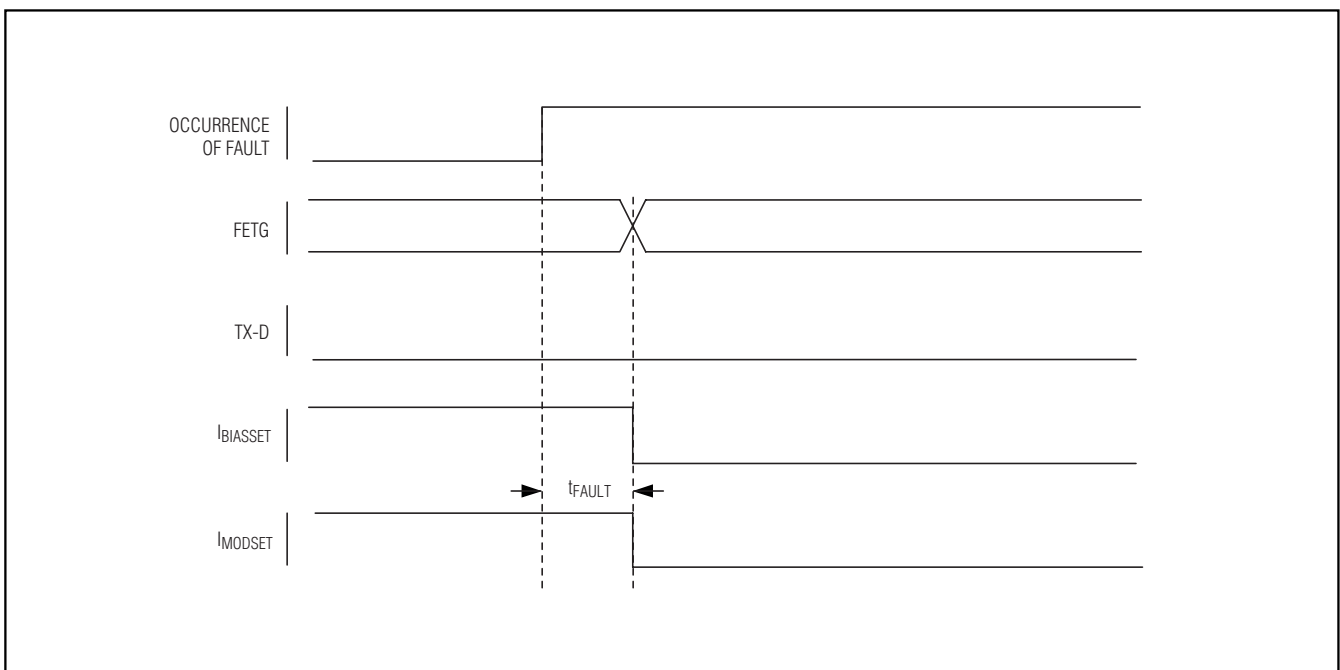 OCCURRENCE
OF FAULT
FETG
TX-D
IBIASSET
tFAULT
IMODSET